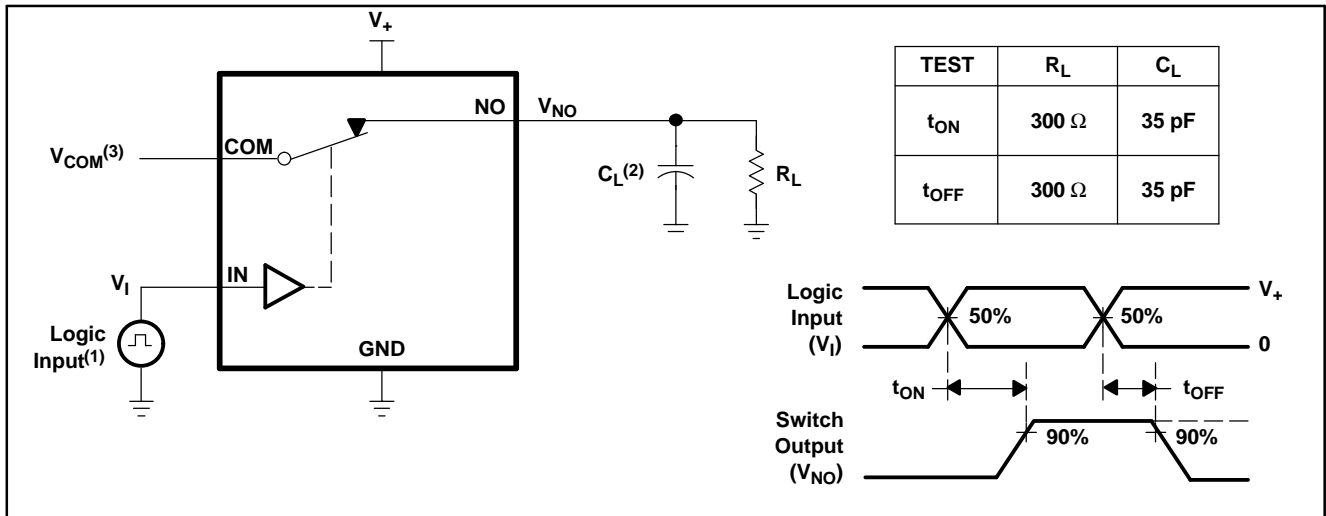 V+
NO
VNO
COM
VCOM(3)
CL(2)
RL
VI
IN
Logic
Input(1)
GND
TEST RL CL
tON 300 Ω 35 pF
tOFF 300 Ω 35 pF
Logic
Input
(VI)
50%
50%
V+
0
tON
tOFF
Switch
Output
(VNO)
90%
90%